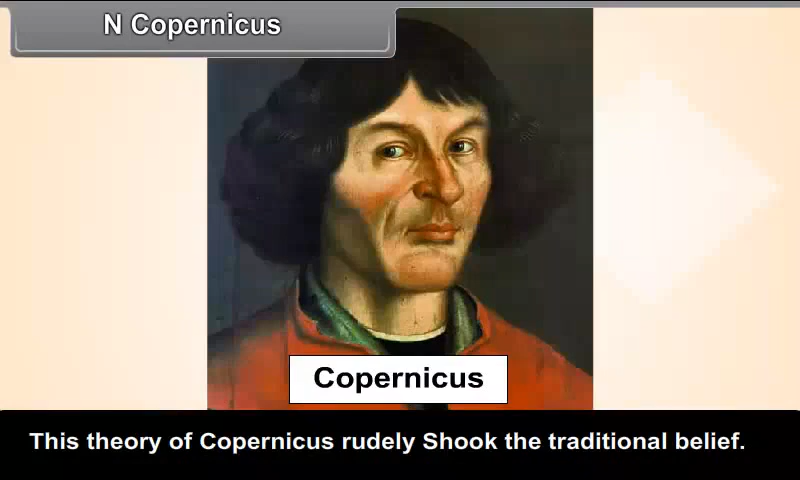 N Copernicus
Copernicus
This theory of Copernicus rudely Shook the traditional belief.